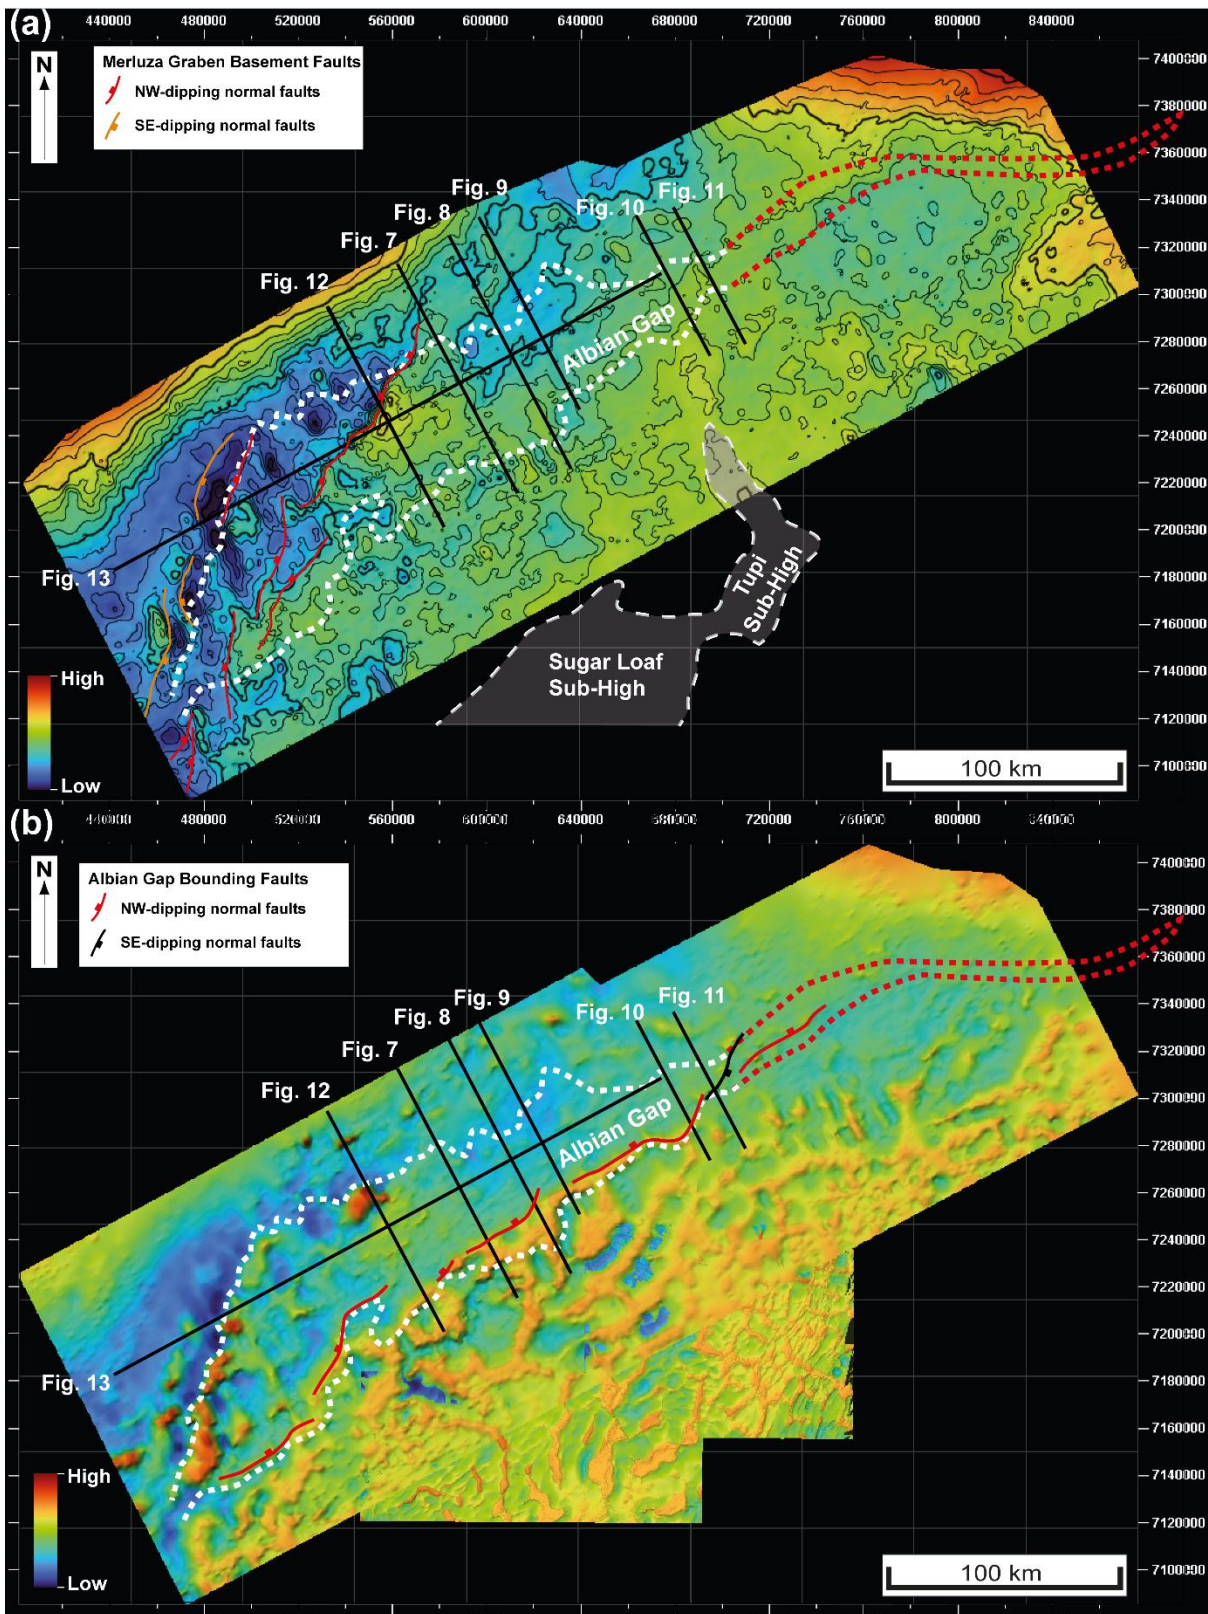 (a)
440000 480000 520000 560000 600000 640000 680000 720000 760000 800000 840000
N
Merluza Graben Basement Faults
NW-dipping normal faults
SE-dipping normal faults
7400000
7380000
7360000
7340000
7320000
7300000
7280000
7260000
7240000
7220000
7200000
7180000
7160000
7140000
7120000
7100000
Fig. 9
Fig. 8
Fig. 7
Fig. 12
Fig. 10
Fig. 11
Albian Gap
Fig. 13
Tupi
Sub-High
Sugar Loaf
Sub-High
High
Low
100 km
(b)
440000 480000 520000 560000 600000 640000 680000 720000 760000 800000 840000
N
Albian Gap Bounding Faults
NW-dipping normal faults
SE-dipping normal faults
7400000
7380000
7360000
7340000
7320000
7300000
7280000
7260000
7240000
7220000
7200000
7180000
7160000
7140000
7120000
7100000
Fig. 9
Fig. 8
Fig. 7
Fig. 12
Fig. 10
Fig. 11
Albian Gap
Fig. 13
High
Low
100 km